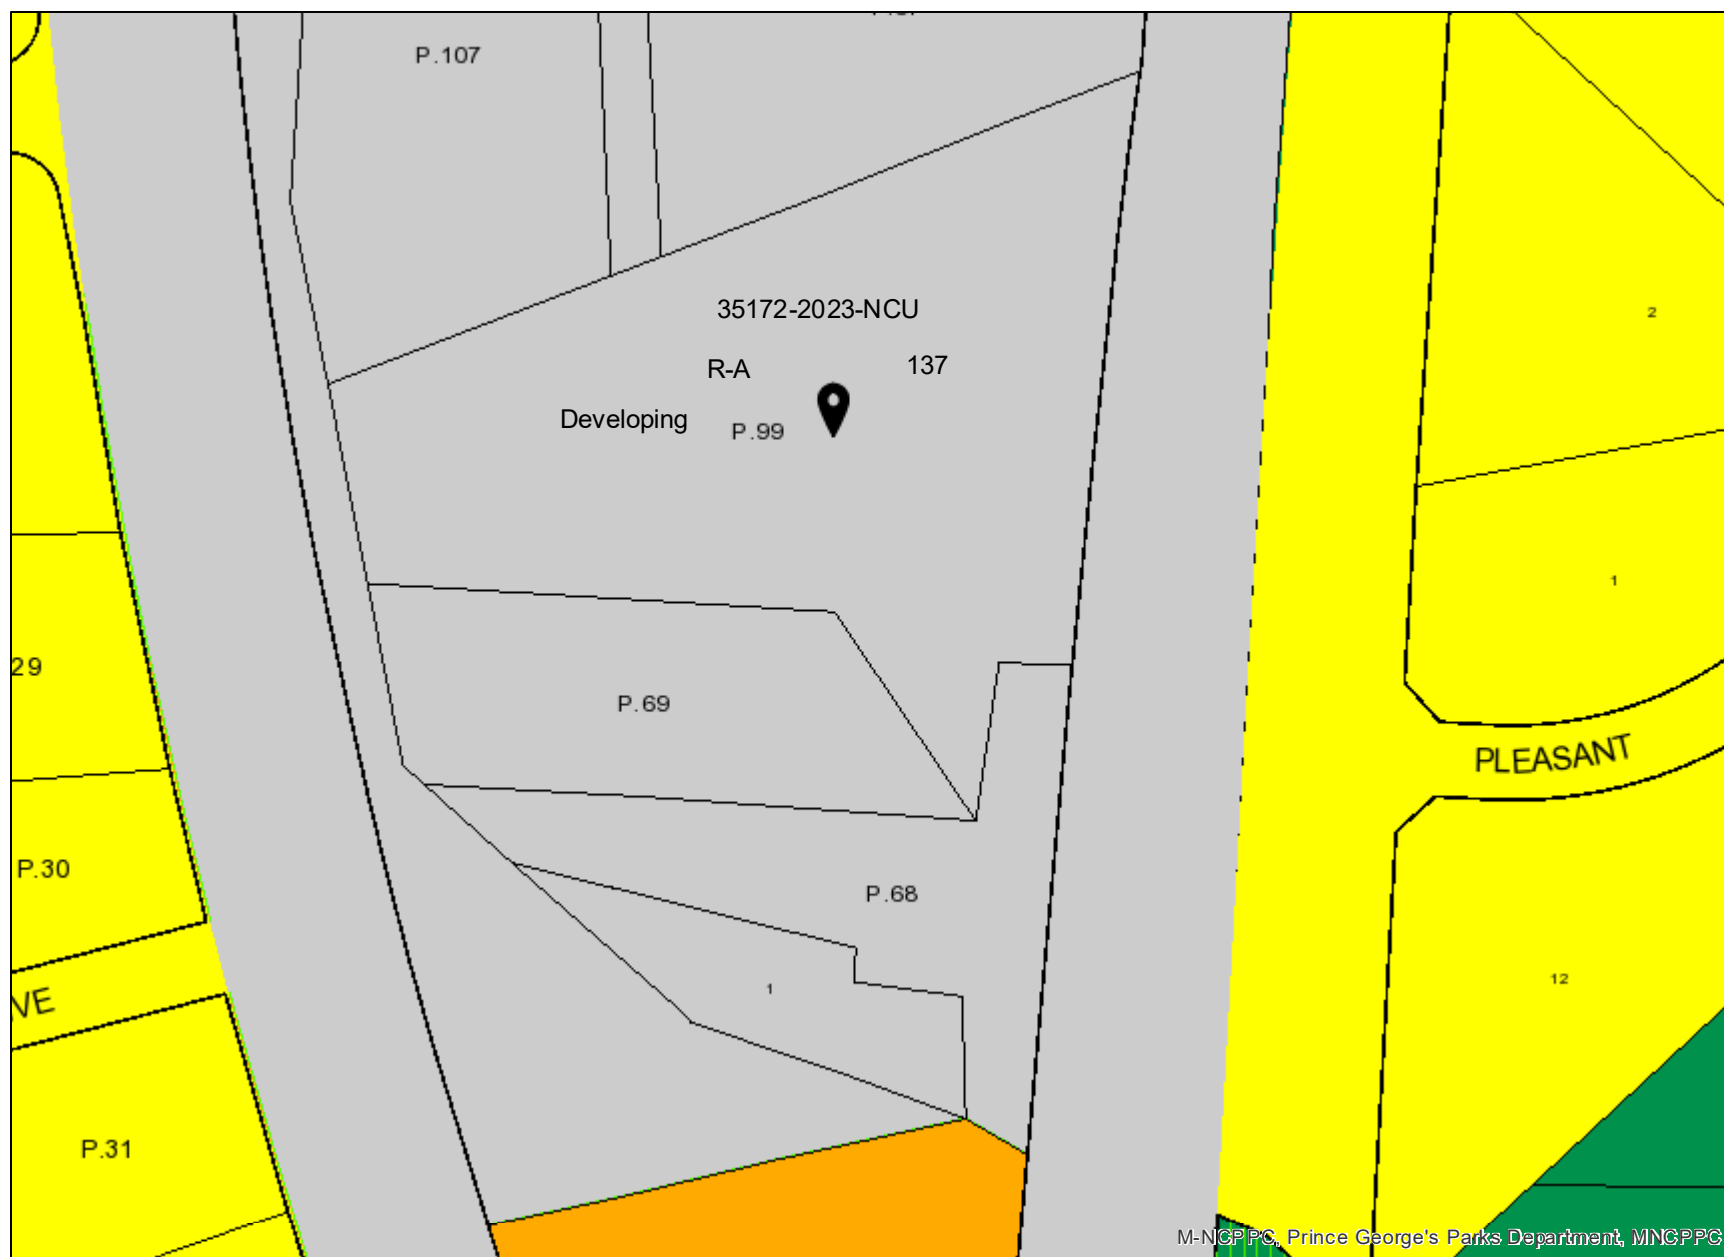 P.107
35172-2023-NCU
R-A
137
Developing
P.99
2
1
29
P.69
PLEASANT
P.30
P.68
1
12
VE
P.31
M-NCPPC, Prince George's Parks Department, MNCPPC